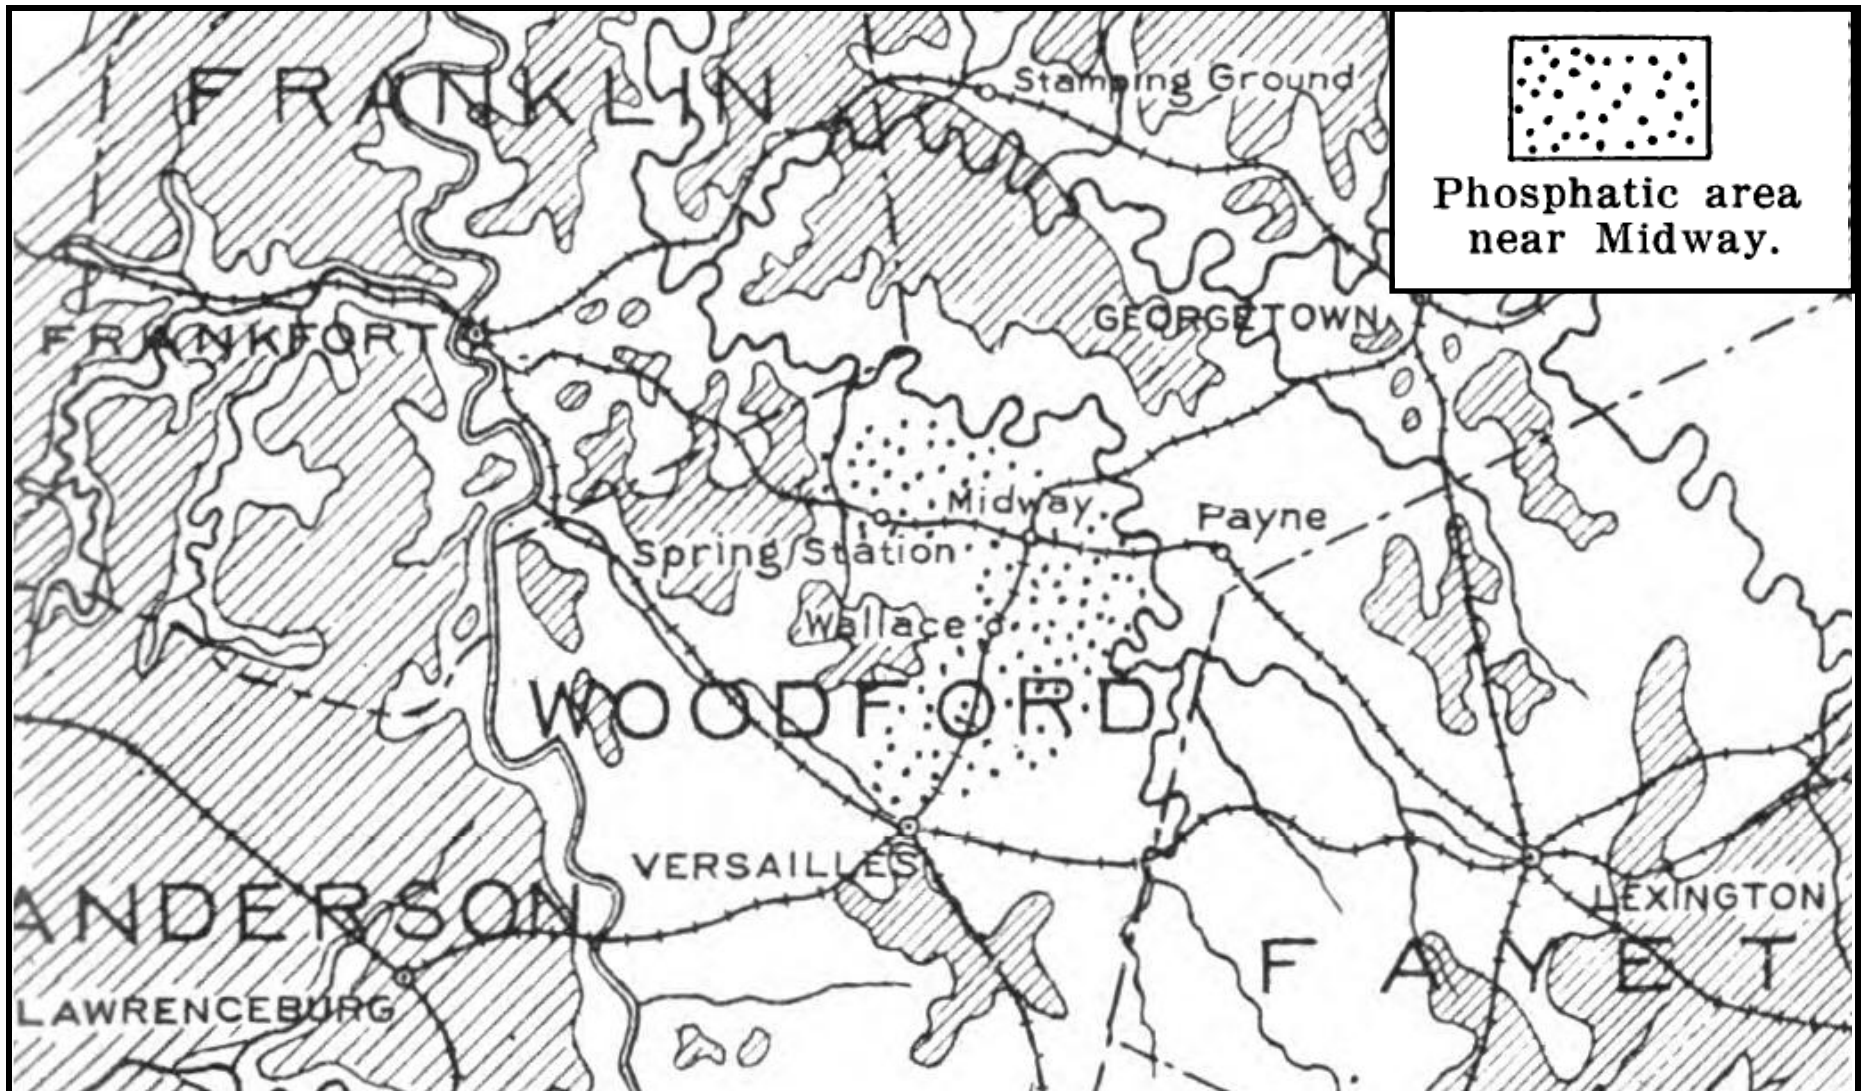 FRANKLIN
Stamping Ground
Phosphatic area
near Midway.
FRANKFORT
GEORGETOWN
Midway
Payne
Spring Station
Wallace
WOODFORD
VERSAILLES
LEXINGTON
ANDERSON
FAYET
LAWRENCEBURG